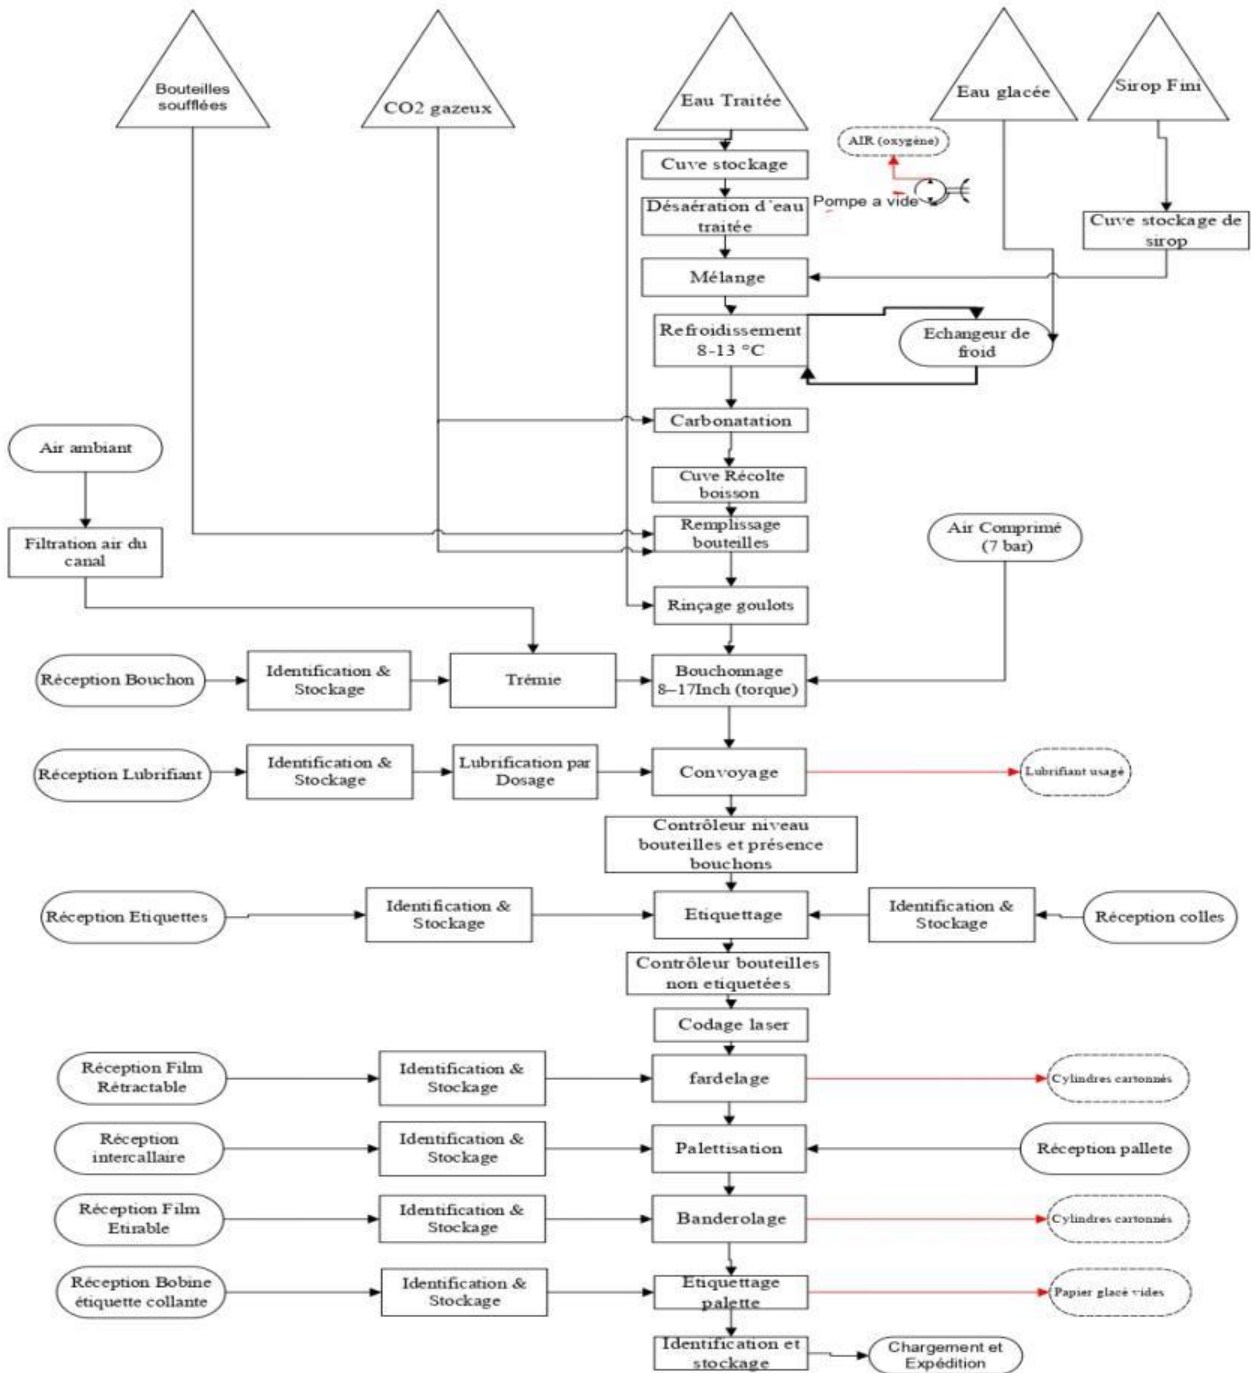 Bouteilles
soufflées
CO2 gazeux
Eau Traitée
Eau glacée
Sirop Fini
AIR (oxygène)
Pompe a vide
Cuve stockage
Désaération d'eau
traitée
Cuve stockage de
sirop
Mélange
Refroidissement
8-13 °C
Echangeur de
froid
Carbonatation
Air ambiant
Cuve Récolte
boisson
Filtration air du
canal
Remplissage
bouteilles
Air Comprimé
(7 bar)
Rinçage goulots
Réception Bouchon
Identification &
Stockage
Trémie
Bouchonnage
8–17Inch (torque)
Réception Lubrifiant
Identification &
Stockage
Lubrification par
Dosage
Convoyage
Lubrifiant usagé
Contrôleur niveau
bouteilles et présence
bouchons
Réception Etiquettes
Identification &
Stockage
Etiquettage
Identification &
Stockage
Réception colles
Contrôleur bouteilles
non etiquetées
Codage laser
Réception Film
Rétractable
Identification &
Stockage
fardelage
Cylindres cartonnés
Réception
intercallaire
Identification &
Stockage
Palettisation
Réception pallete
Réception Film
Etirable
Identification &
Stockage
Banderolage
Cylindres cartonnés
Réception Bobine
étiquette collante
Identification &
Stockage
Etiquettage
palette
Papier glacé vides
Identification et
stockage
Chargement et
Expédition